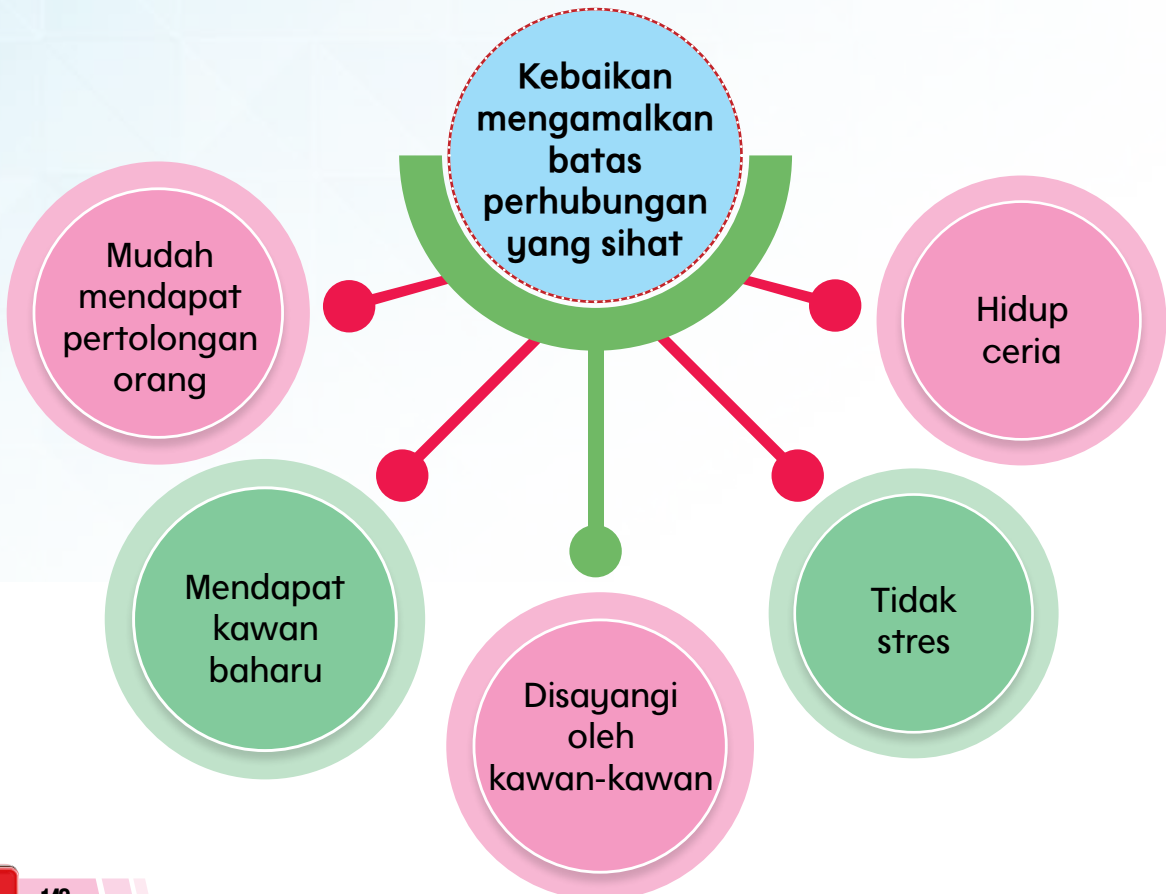 Kebaikan
mengamalkan
batas
perhubungan
yang sihat
Mudah
mendapat
pertolongan
orang
Mendapat
kawan
baharu
Disayangi
oleh
kawan-kawan
Tidak
stres
Hidup
ceria